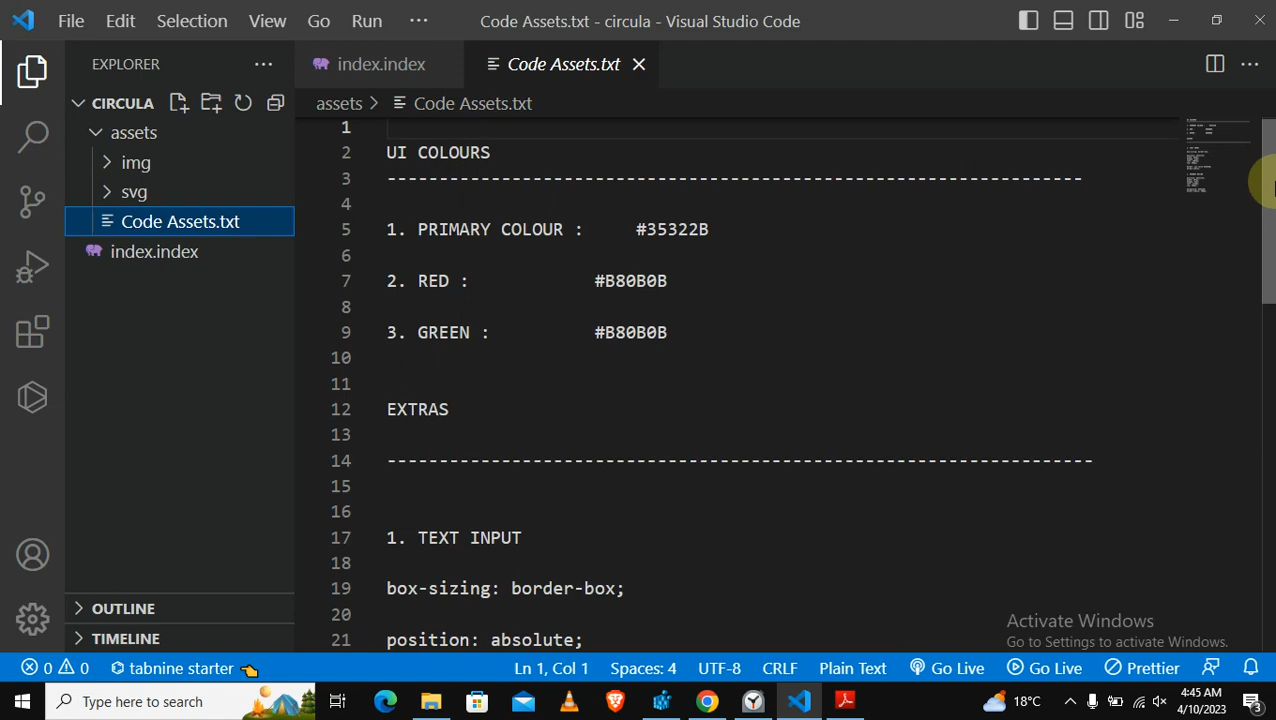 File Edit Selection View Go Run ··· Code Assets.txt - circula - Visual Studio Code
EXPLORER ···
index.index Code Assets.txt
CIRCULA
assets > Code Assets.txt
assets
img
svg
Code Assets.txt
index.index
1
2 UI COLOURS
3 -------------------------------------------------------------------
4
5 1. PRIMARY COLOUR : #35322B
6
7 2. RED : #B80B0B
8
9 3. GREEN : #B80B0B
10
11
12 EXTRAS
13
14 --------------------------------------------------------------------
15
16
17 1. TEXT INPUT
18
19 box-sizing: border-box;
20
21 position: absolute;
OUTLINE
TIMELINE
Activate Windows
Go to Settings to activate Windows.
0 0 tabnine starter Ln 1, Col 1 Spaces: 4 UTF-8 CRLF Plain Text Go Live Go Live Prettier
Type here to search
18°C
4:45 AM
4/10/2023
3